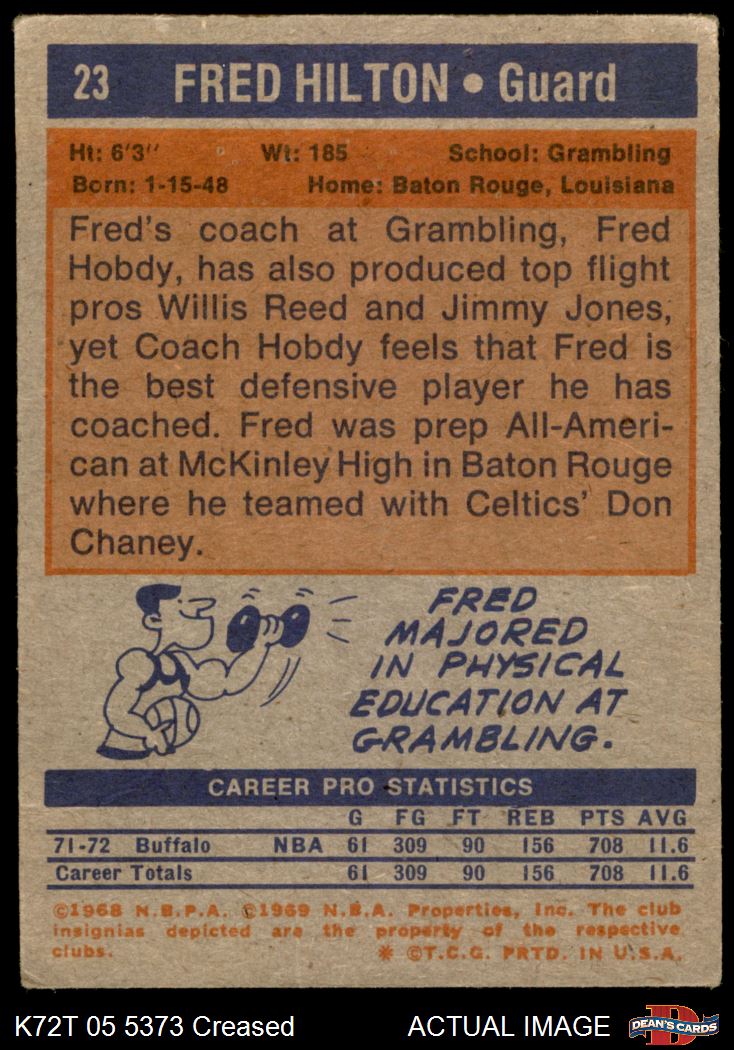 23 FRED HILTON • Guard
Ht: 6'3" Wt: 185 School: Grambling
Born: 1-15-48 Home: Baton Rouge, Louisiana
Fred's coach at Grambling, Fred
Hobdy, has also produced top flight
pros Willis Reed and Jimmy Jones,
yet Coach Hobdy feels that Fred is
the best defensive player he has
coached. Fred was prep All-Ameri-
can at McKinley High in Baton Rouge
where he teamed with Celtics' Don
Chaney.
FRED
MAJORED
IN PHYSICAL
EDUCATION AT
GRAMBLING.
CAREER PRO STATISTICS
G FG FT REB PTS AVG
71-72 Buffalo NBA 61 309 90 156 708 11.6
Career Totals 61 309 90 156 708 11.6
©1968 N.B.P.A. ©1969 N.B.A. Properties, Inc. The club
insignias depicted are the property of the respective
clubs. * ©T.C.G. PRTD. IN U.S.A.
K72T 05 5373 Creased ACTUAL IMAGE DEAN'S CARDS